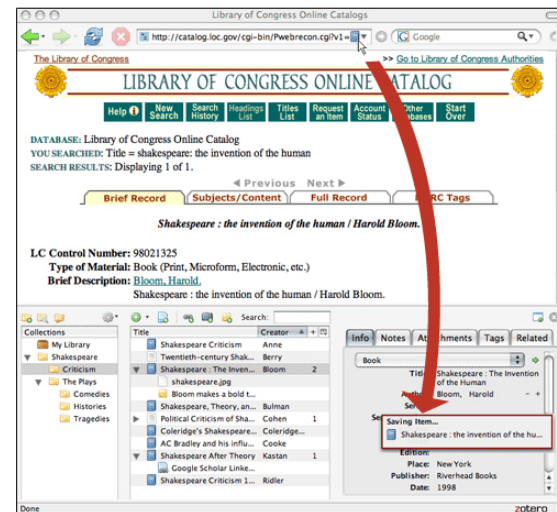 Library of Congress Online Catalogs
http://catalog.loc.gov/cgi-bin/Pwebrecon.cgi?v1=
Google
The Library of Congress
>> Go to Library of Congress Authorities
LIBRARY OF CONGRESS ONLINE CATALOG
Help New Search Search History Headings List Titles List Request an Item Account Status Other Start Over
DATABASE: Library of Congress Online Catalog
YOU SEARCHED: Title = shakespeare: the invention of the human
SEARCH RESULTS: Displaying 1 of 1.
Previous Next
Brief Record Subjects/Content Full Record Tags
Shakespeare : the invention of the human / Harold Bloom.
LC Control Number: 98021325
Type of Material: Book (Print, Microform, Electronic, etc.)
Brief Description: Bloom, Harold.
Shakespeare : the invention of the human / Harold Bloom.
Search:
Collections Title Creator
Info Notes Attachments Tags Related
My Library
Shakespeare
Criticism
The Plays
Comedies
Histories
Tragedies
Shakespeare Criticism Anne
Twentieth-century Shak... Berry
Shakespeare : The Inven... Bloom 2
shakespeare.jpg
Bloom makes a bold t...
Shakespeare, Theory, an... Bulman
Political Criticism of Sha... Cohen 1
Coleridge's Shakespeare... Coleridge...
AC Bradley and his influ... Cooke
Shakespeare After Theory Kastan 1
Google Scholar Linke...
Shakespeare Criticism 1... Ridler
Book
Shakespeare : The Invention
of the Human
Bloom, Harold
Saving Item...
Shakespeare : the invention of the hu...
Edition:
Place: New York
Publisher: Riverhead Books
Date: 1998
Done
zotero